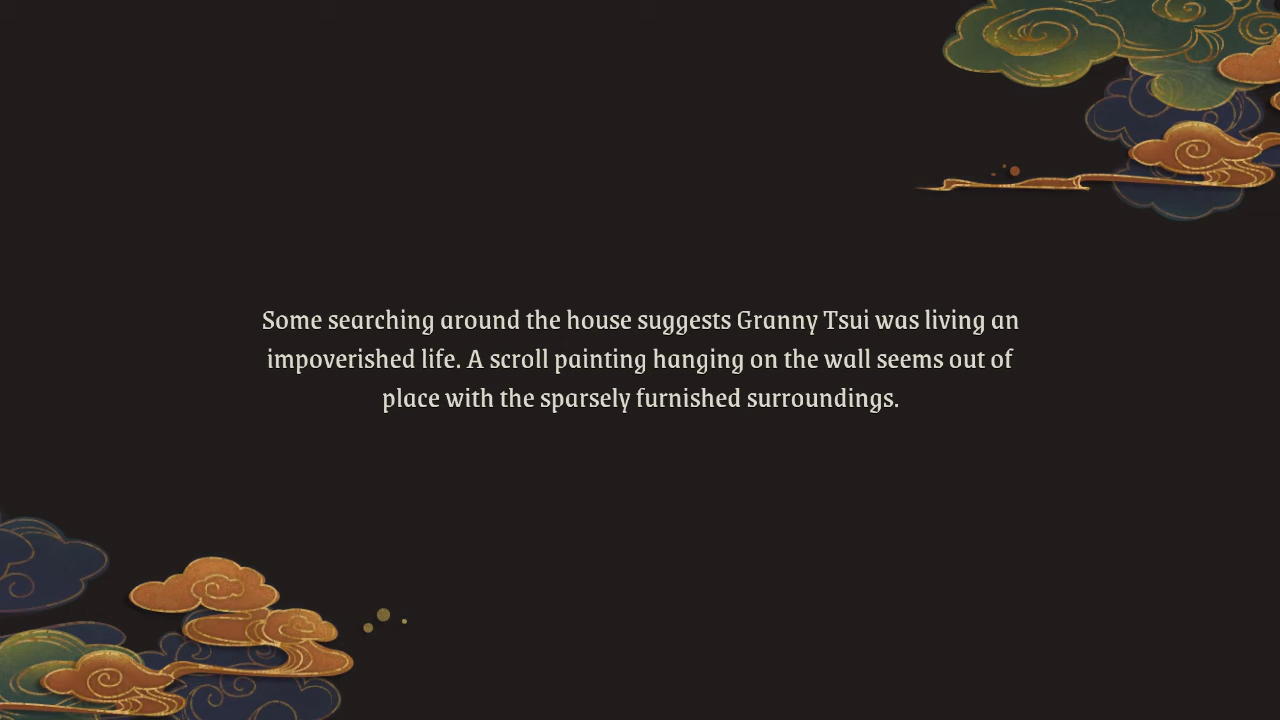 Some searching around the house suggests Granny Tsui was living an
impoverished life. A scroll painting hanging on the wall seems out of
place with the sparsely furnished surroundings.